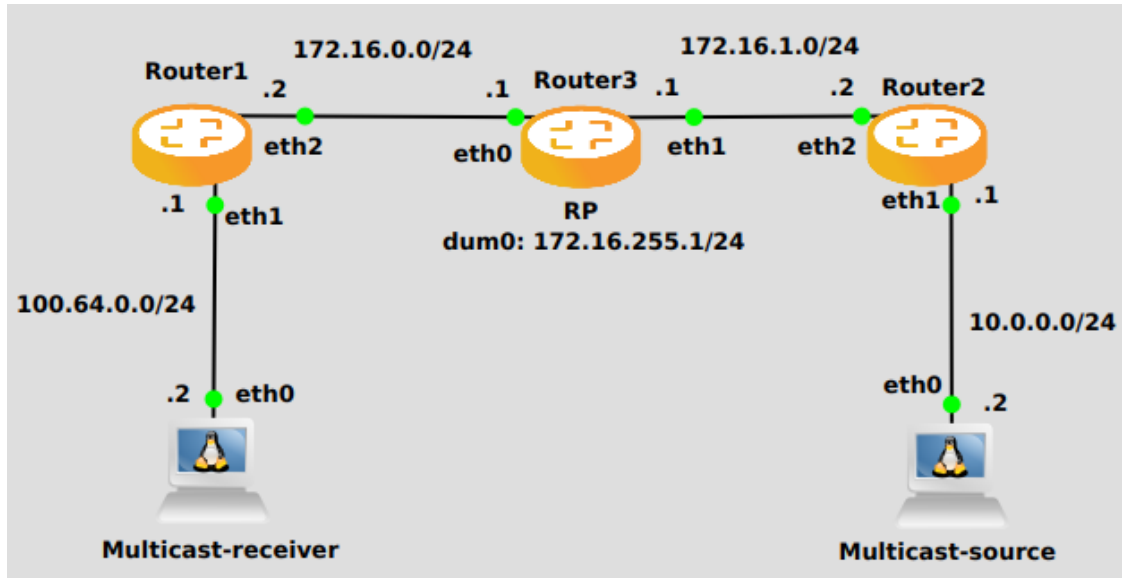 172.16.0.0/24
172.16.1.0/24
Router1
Router3
Router2
.2
.1
.1
.2
eth2
eth0
eth1
eth2
.1
eth1
RP
eth1
.1
dum0: 172.16.255.1/24
100.64.0.0/24
10.0.0.0/24
.2
eth0
eth0
.2
Multicast-receiver
Multicast-source